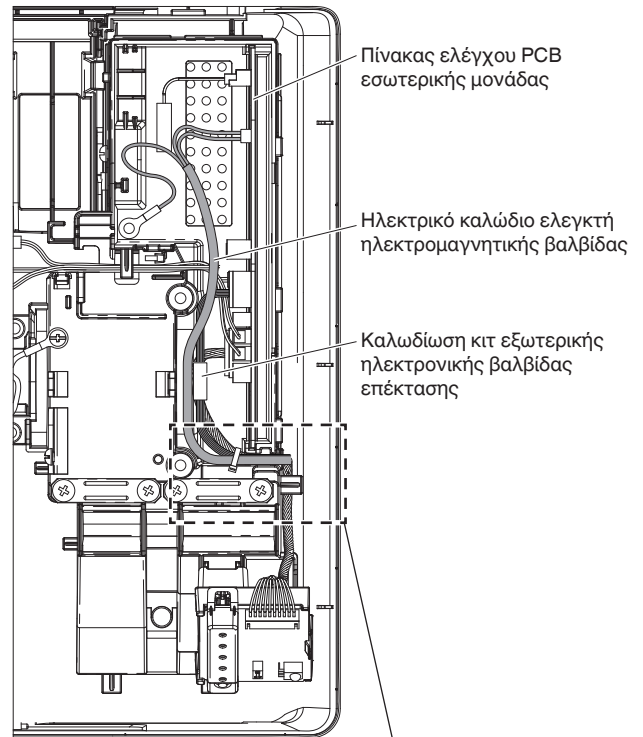 Πίνακας ελέγχου PCB
εσωτερικής μονάδας
Ηλεκτρικό καλώδιο ελεγκτή
ηλεκτρομαγνητικής βαλβίδας
Καλωδίωση κιτ εξωτερικής
ηλεκτρονικής βαλβίδας
επέκτασης